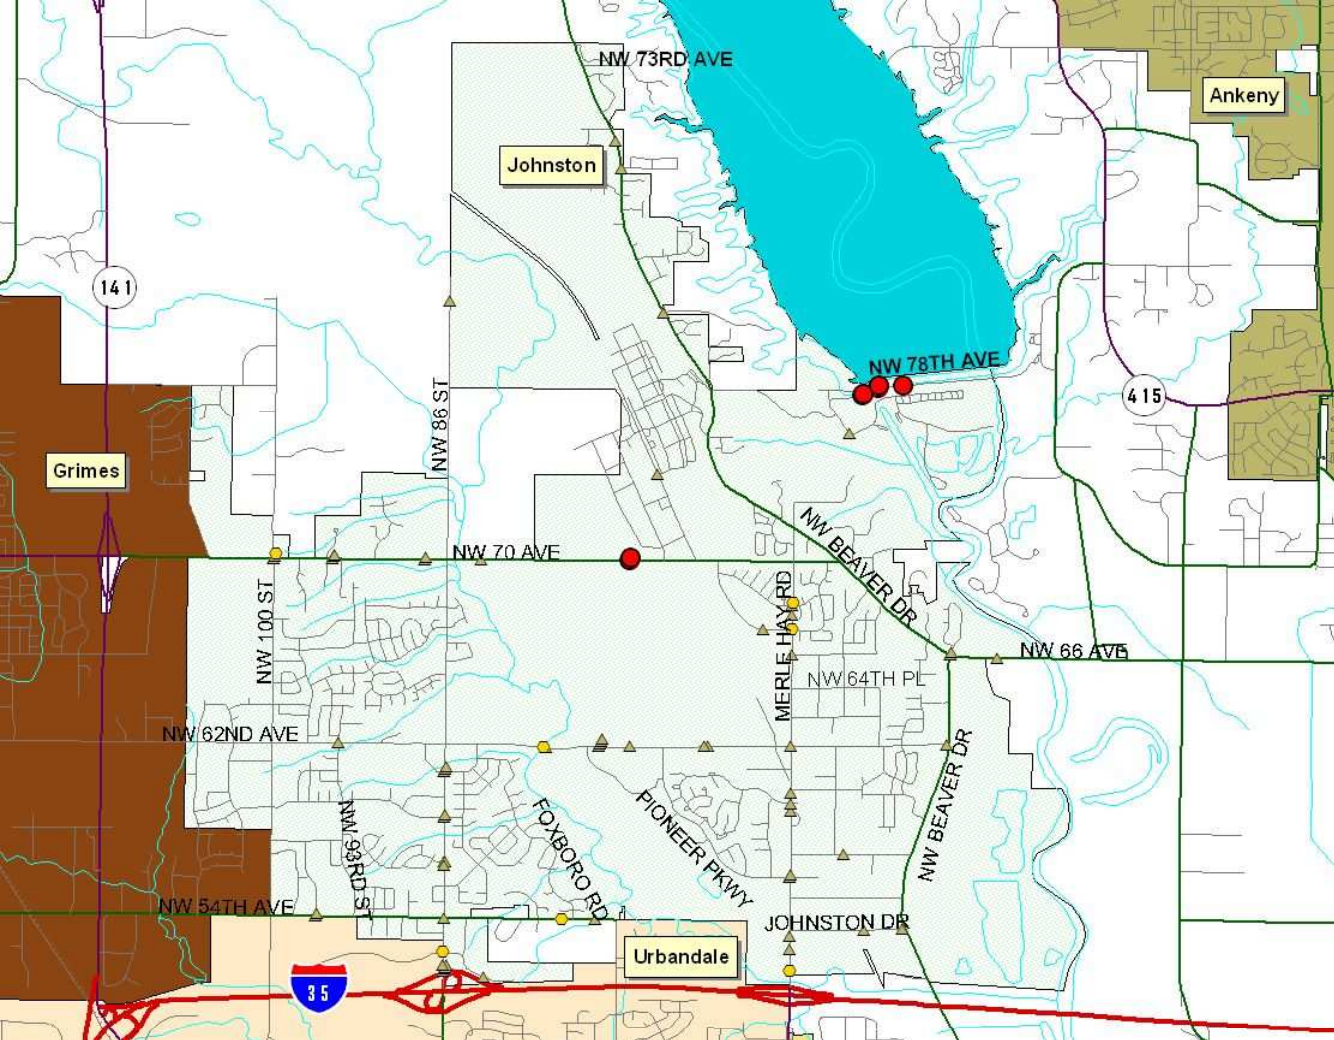 NW 73RD AVE
Ankeny
Johnston
141
NW 78TH AVE
415
NW 86 ST
Grimes
NW 70 AVE
NW BEAVER DR
NW 100 ST
MERLE HAY RD
NW 66 AVE
NW 64TH PL
NW 62ND AVE
NW BEAVER DR
NW 93RD ST
FOXBORO RD
PIONEER PKWY
NW 54TH AVE
JOHNSTON DR
Urbandale
35